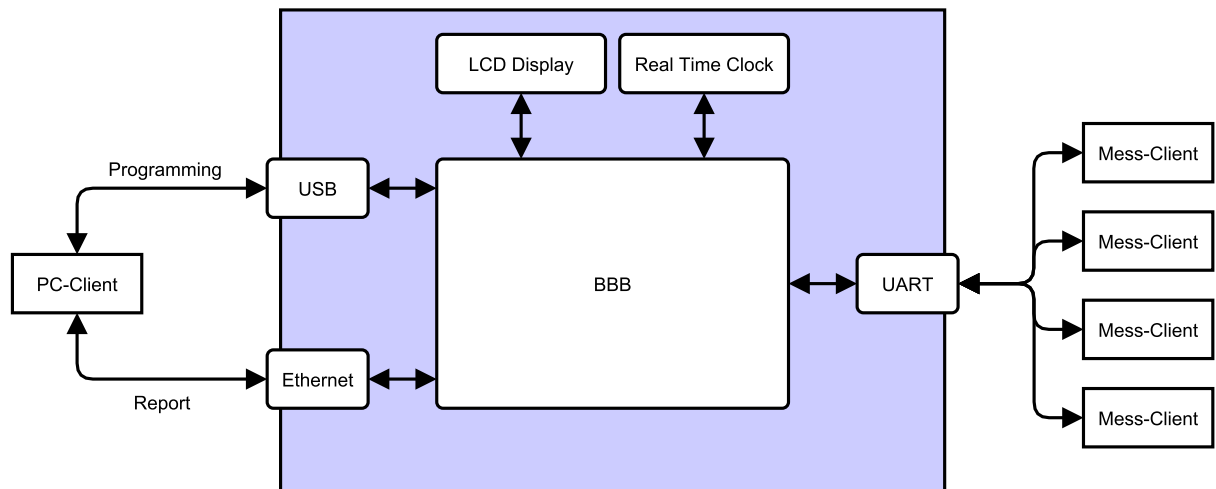 LCD Display
Real Time Clock
Programming
USB
Mess-Client
Mess-Client
PC-Client
BBB
UART
Mess-Client
Ethernet
Report
Mess-Client